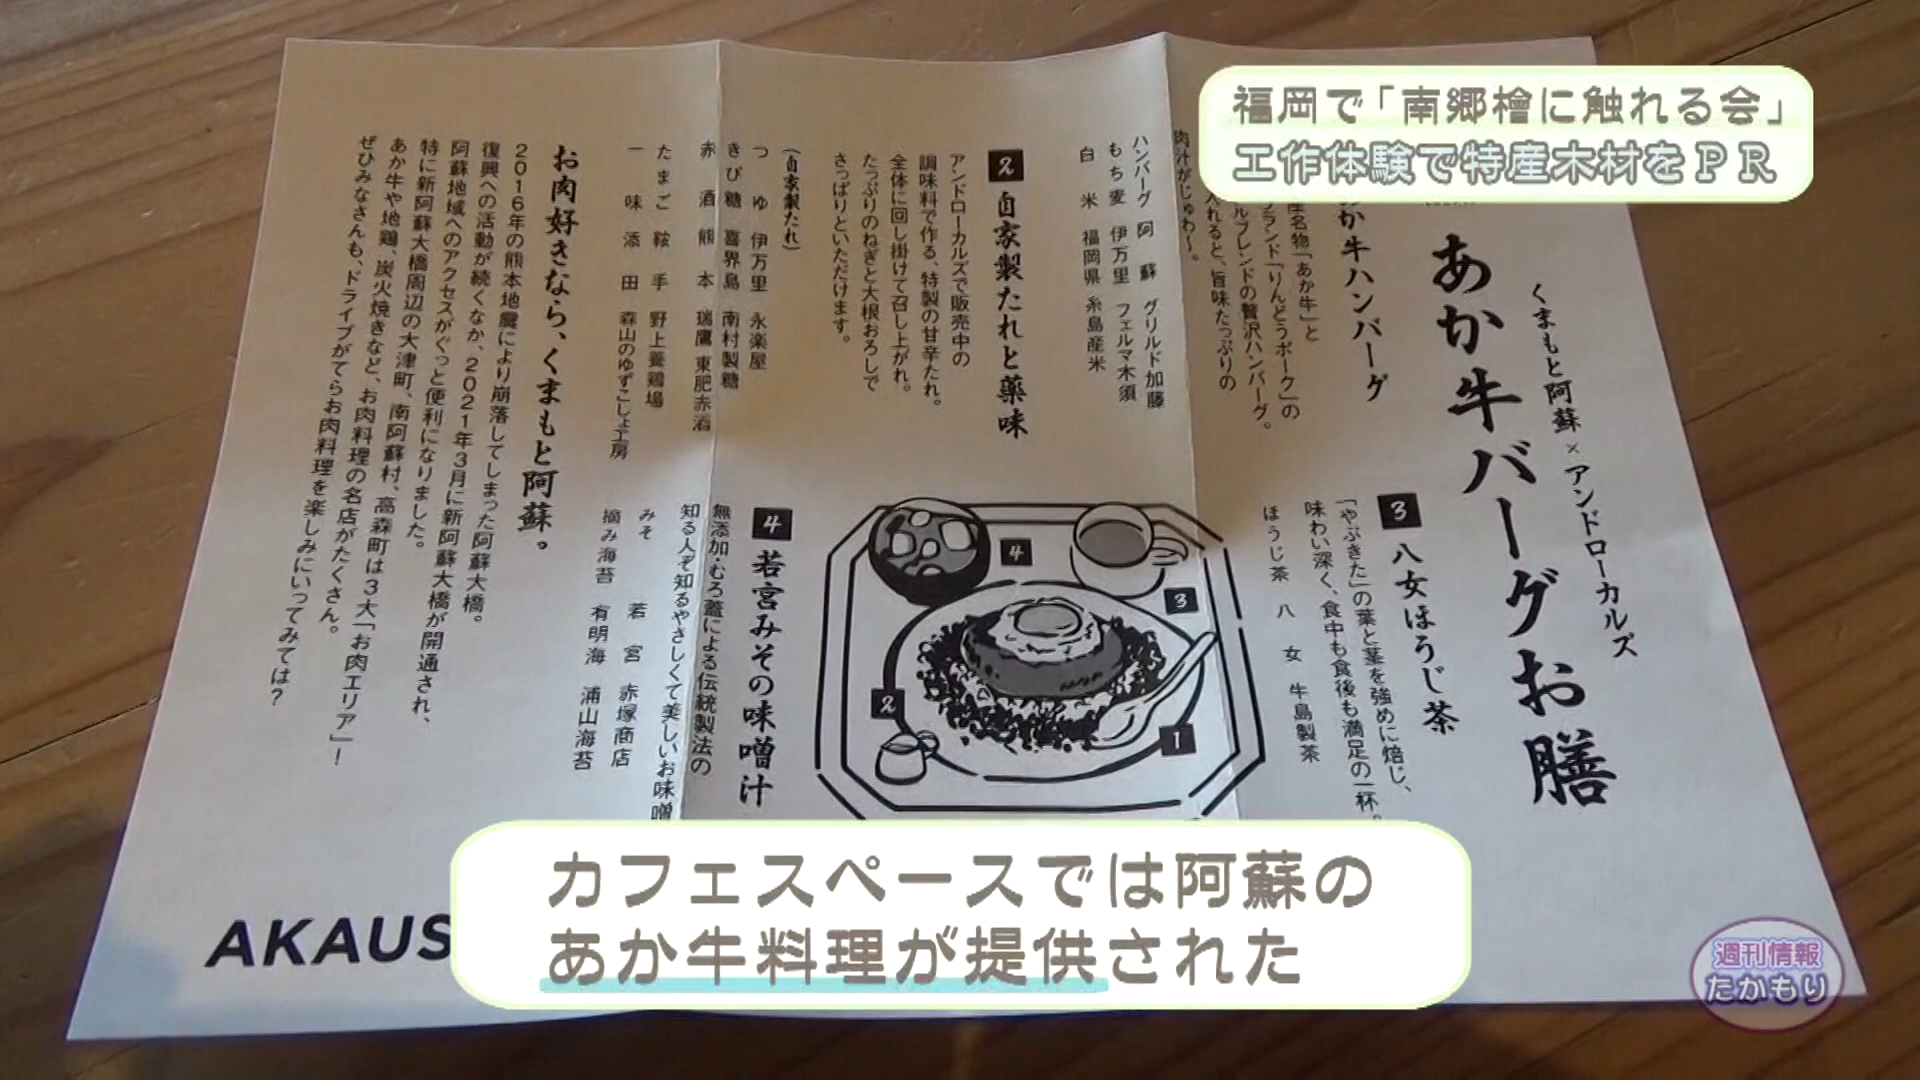 福岡で「南郷檜に触れる会」
工作体験で特産木材をPR
くまもと阿蘇×アンドローカルズ
あか牛バーグお膳
か牛ハンバーグ
産名物「あか牛」と
ランド「りんどうポーク」の
ルブレンドの贅沢ハンバーグ。
入れると、旨味たっぷりの
肉汁がじゅわ〜。
ハンバーグ 阿蘇 グリルド加藤
もち麦 伊万里 フェルマ木須
白米 福岡県 糸島産米
2 自家製たれと薬味
アンドローカルズで販売中の
調味料で作る、特製の甘辛たれ。
全体に回し掛けて召し上がれ。
たっぷりのねぎと大根おろしで
さっぱりといただけます。
(自家製たれ)
つゆ 伊万里 永楽屋
きび糖 喜界島 南村製糖
赤酒 熊本 瑞鷹 東肥赤酒
たまご 鞍手 野上養鶏場
一味 添田 森山のゆずこしょ工房
3 八女ほうじ茶
「やぶきた」の葉と茎を強めに焙じ、
味わい深く、食中も食後も満足の一杯。
ほうじ茶 八女 牛島製茶
4
3
2
1
4 若宮みその味噌汁
無添加・むろ蓋による伝統製法の
知る人ぞ知るやさしくて美しいお味噌
みそ 若宮 赤塚商店
摘み海苔 有明海 浦山海苔
お肉好きなら、くまもと阿蘇。
2016年の熊本地震により崩落してしまった阿蘇大橋。
復興への活動が続くなか、2021年3月に新阿蘇大橋が開通され、
阿蘇地域へのアクセスがぐっと便利になりました。
特に新阿蘇大橋周辺の大津町、南阿蘇村、高森町は3大「お肉エリア」！
あか牛や地鶏、炭火焼きなど、お肉料理の名店がたくさん。
ぜひみなさんも、ドライブがてらお肉料理を楽しみにいってみては？
AKAUS
カフェスペースでは阿蘇の
あか牛料理が提供された
週刊情報
たかもり